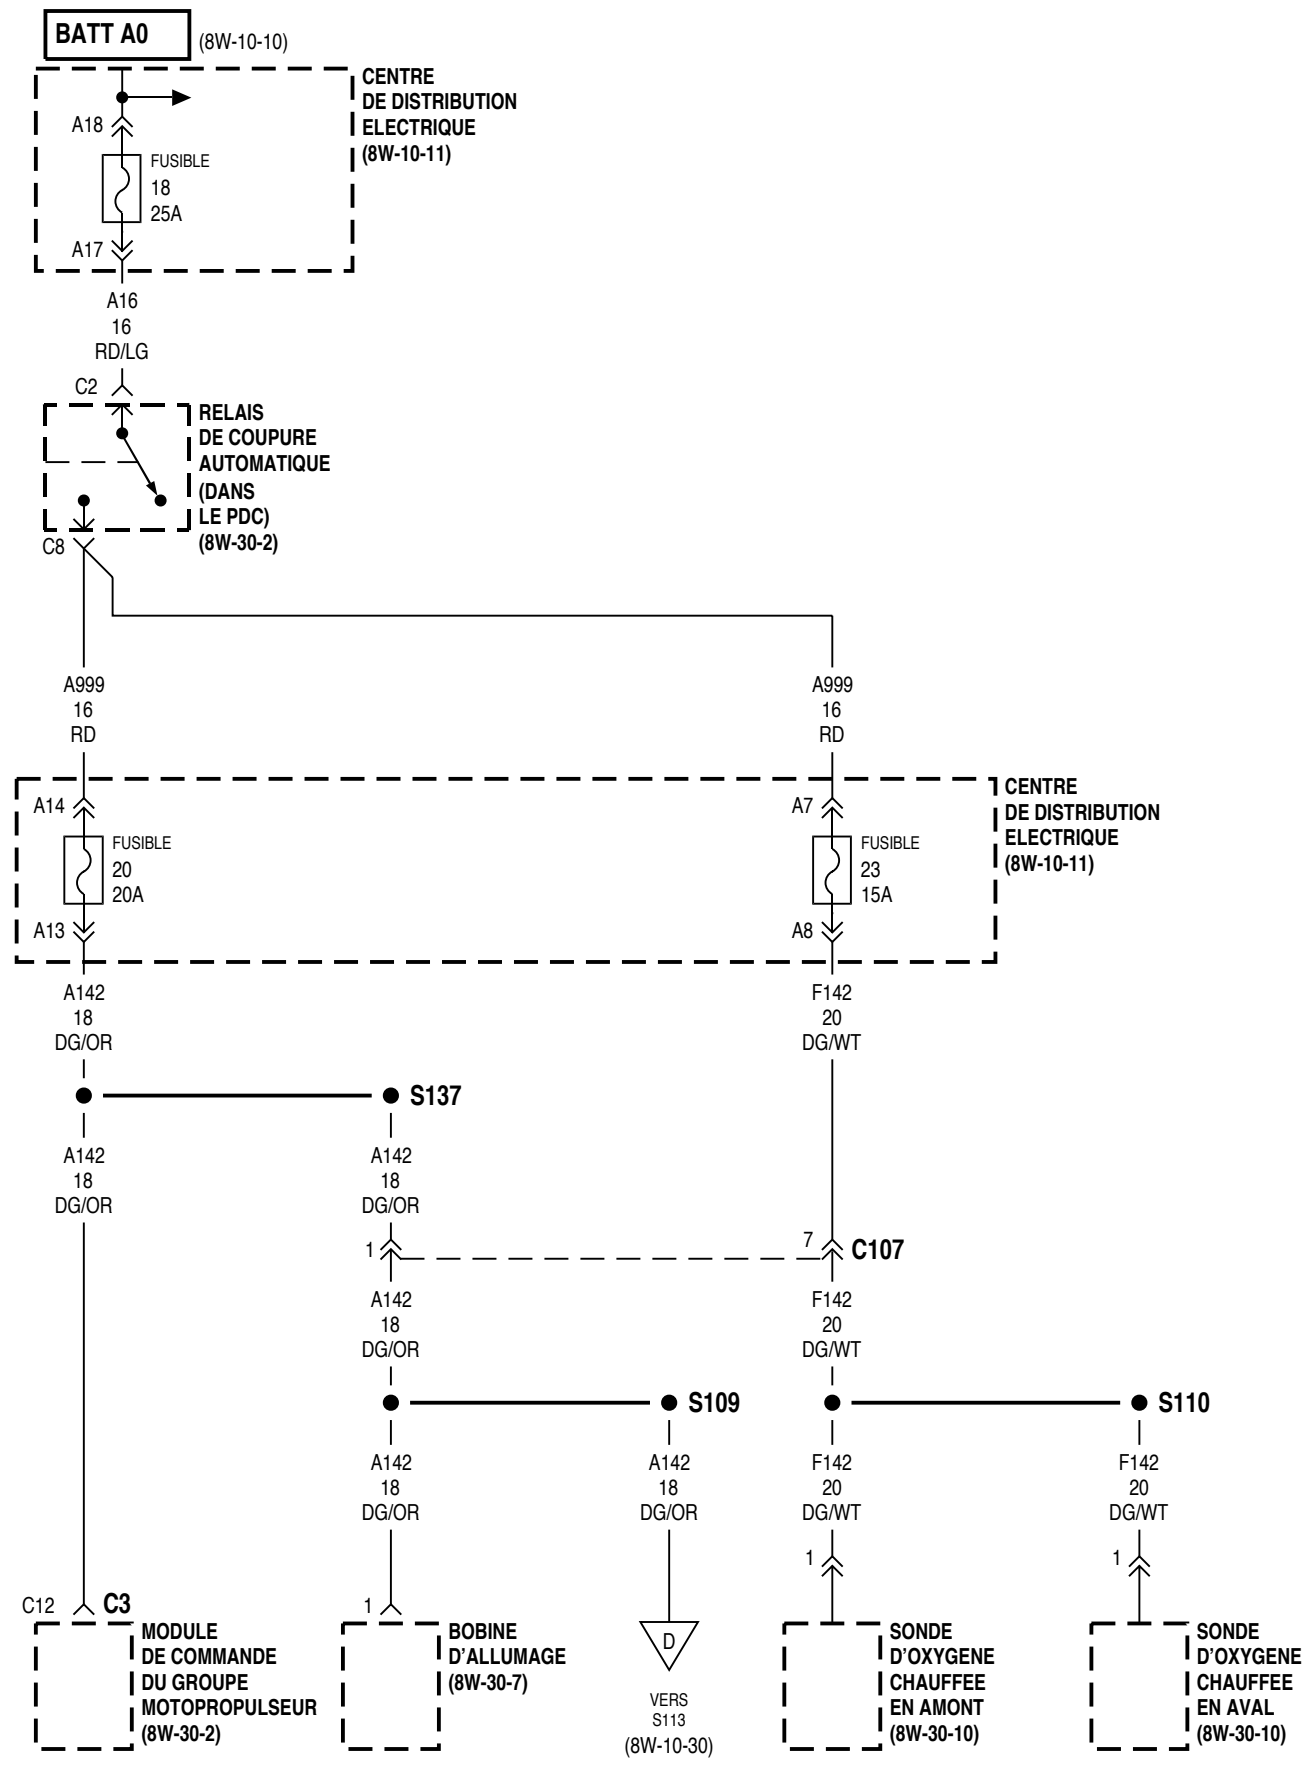 BATT A0
(8W-10-10)
CENTRE
DE DISTRIBUTION
ELECTRIQUE
(8W-10-11)
A18
FUSIBLE
18
25A
A17
A16
16
RD/LG
C2
RELAIS
DE COUPURE
AUTOMATIQUE
(DANS
LE PDC)
(8W-30-2)
C8
A999
16
RD
A999
16
RD
CENTRE
DE DISTRIBUTION
ELECTRIQUE
(8W-10-11)
A14
FUSIBLE
20
20A
A13
A7
FUSIBLE
23
15A
A8
A142
18
DG/OR
F142
20
DG/WT
S137
A142
18
DG/OR
A142
18
DG/OR
1
7
C107
A142
18
DG/OR
F142
20
DG/WT
S109
S110
A142
18
DG/OR
A142
18
DG/OR
F142
20
DG/WT
F142
20
DG/WT
1
1
C12
C3
1
MODULE
DE COMMANDE
DU GROUPE
MOTOPROPULSEUR
(8W-30-2)
BOBINE
D'ALLUMAGE
(8W-30-7)
D
VERS
S113
(8W-10-30)
SONDE
D'OXYGENE
CHAUFFEE
EN AMONT
(8W-30-10)
SONDE
D'OXYGENE
CHAUFFEE
EN AVAL
(8W-30-10)